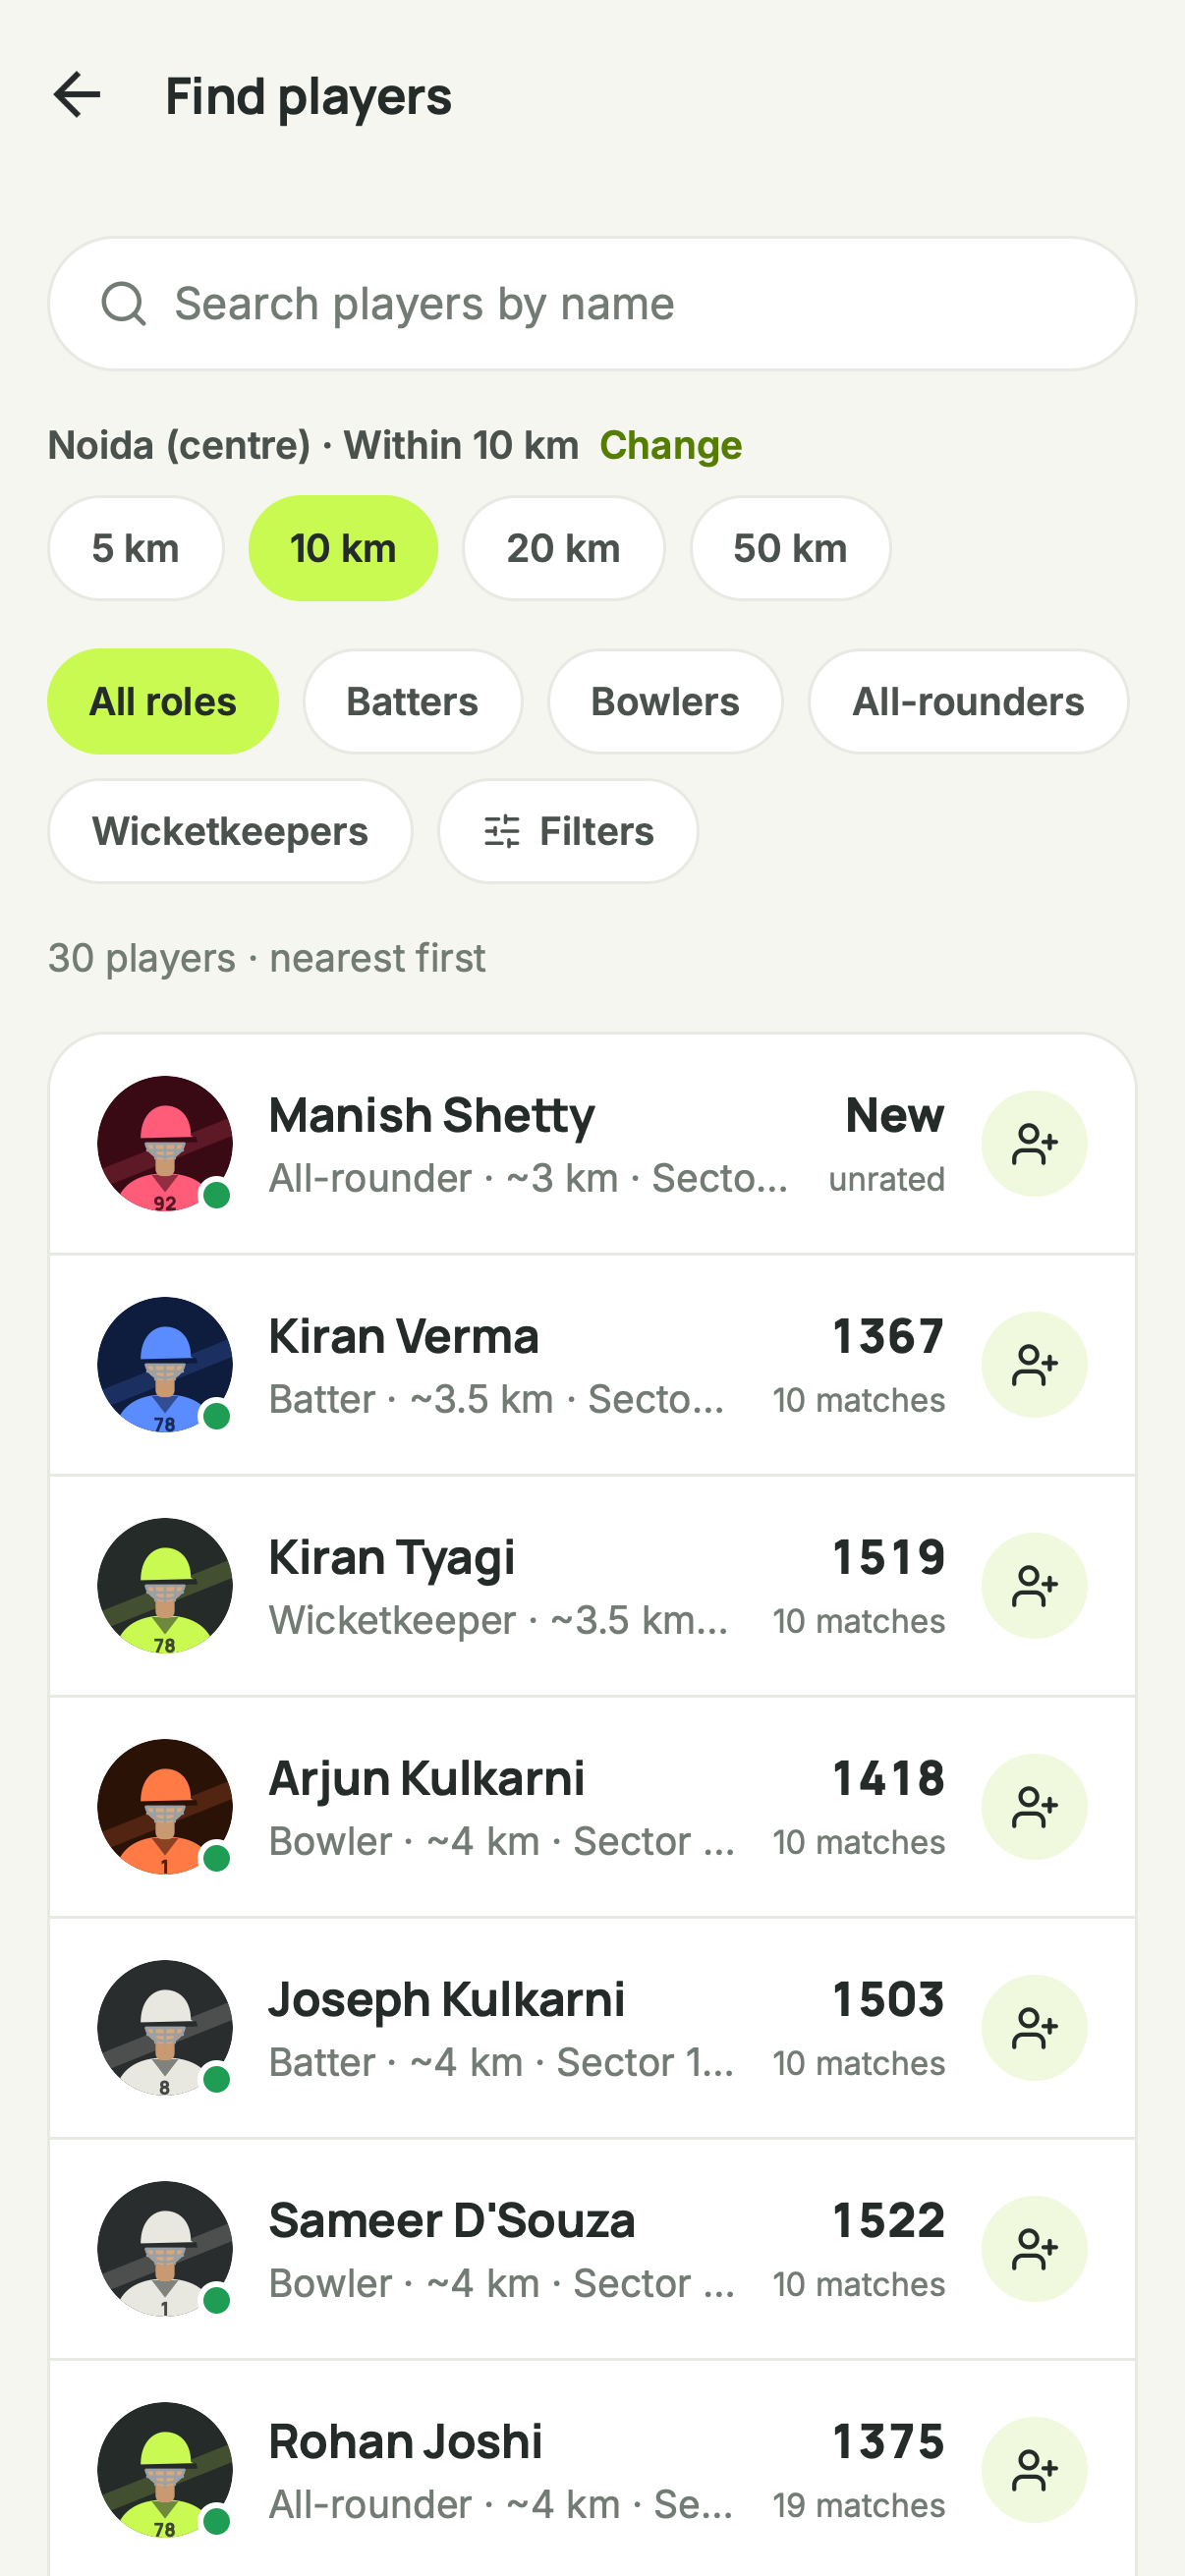 Find players
Search players by name
Noida (centre) · Within 10 km Change
5 km 10 km 20 km 50 km
All roles Batters Bowlers All-rounders
Wicketkeepers Filters
30 players · nearest first
Manish Shetty New
All-rounder · ~3 km · Secto... unrated
92
Kiran Verma 1367
Batter · ~3.5 km · Secto... 10 matches
78
Kiran Tyagi 1519
Wicketkeeper · ~3.5 km... 10 matches
78
Arjun Kulkarni 1418
Bowler · ~4 km · Sector ... 10 matches
1
Joseph Kulkarni 1503
Batter · ~4 km · Sector 1... 10 matches
8
Sameer D'Souza 1522
Bowler · ~4 km · Sector ... 10 matches
1
Rohan Joshi 1375
All-rounder · ~4 km · Se... 19 matches
78